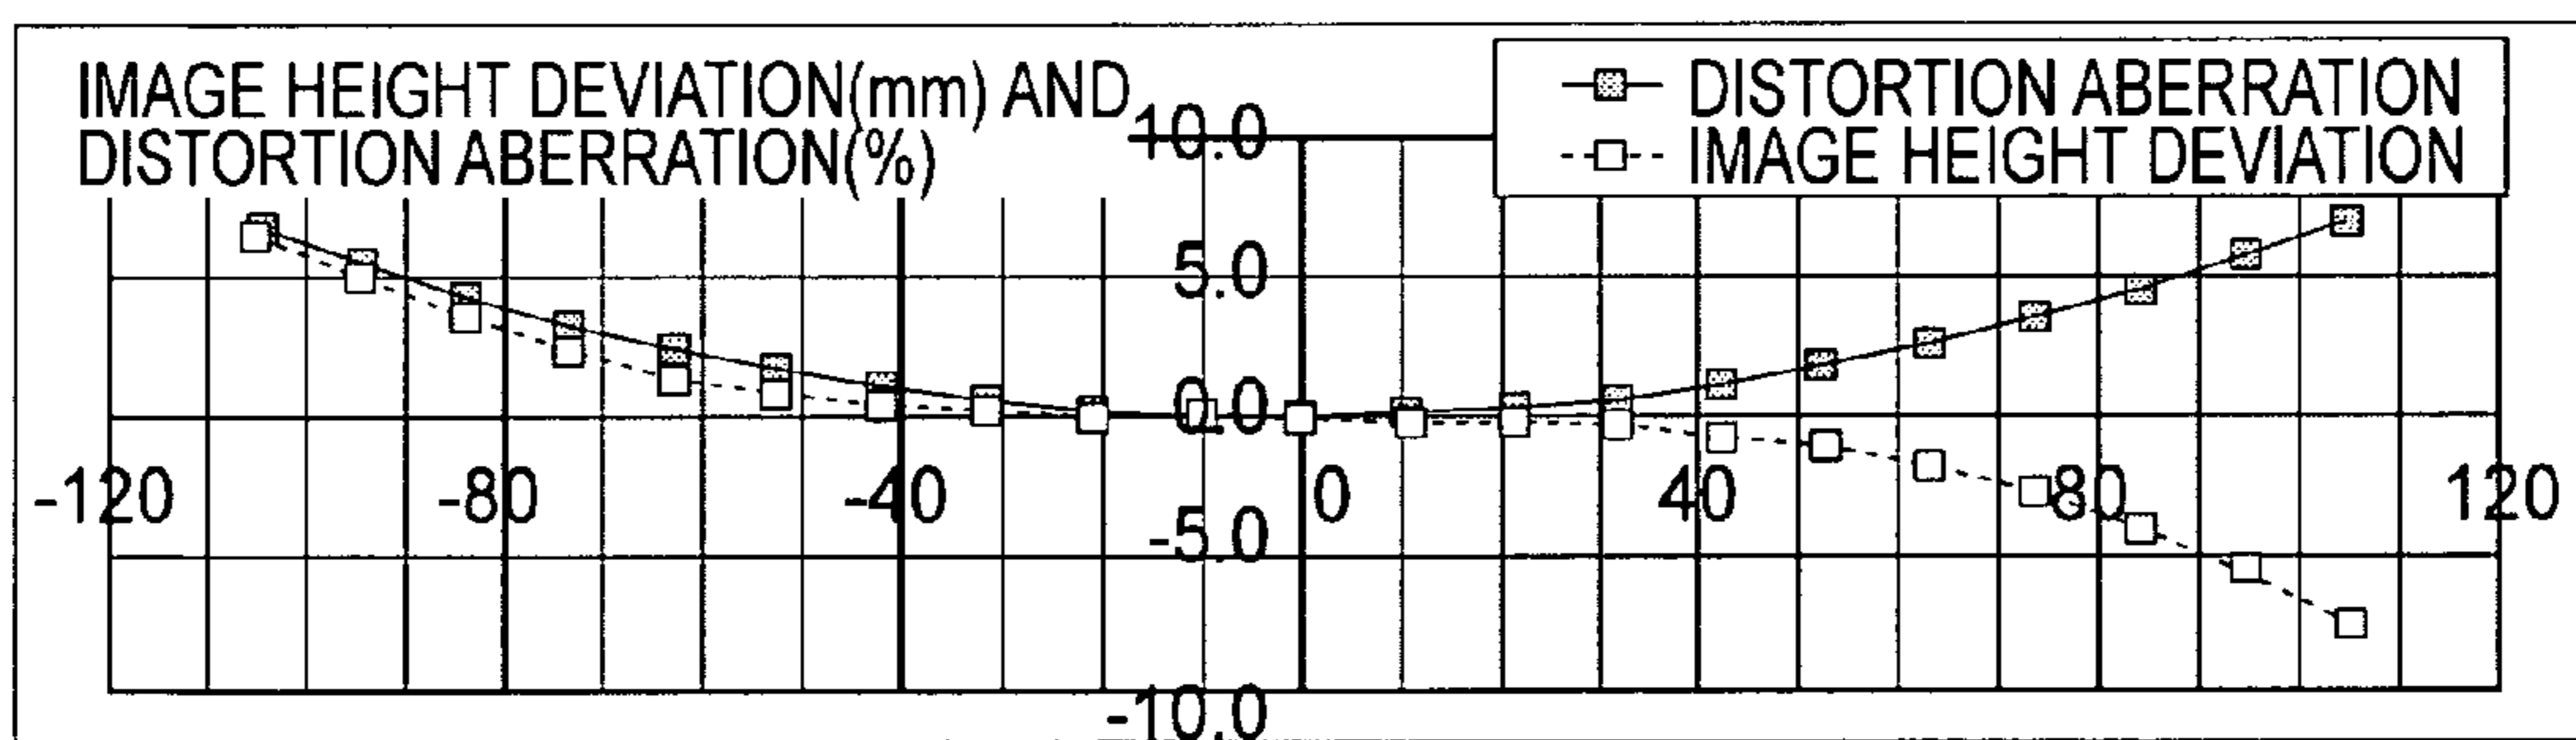 IMAGE HEIGHT DEVIATION(mm) AND
DISTORTION ABERRATION(%)
DISTORTION ABERRATION
IMAGE HEIGHT DEVIATION
10.0
5.0
0.0
-120 -80 -40 0 40 80 120
-5.0
-10.0